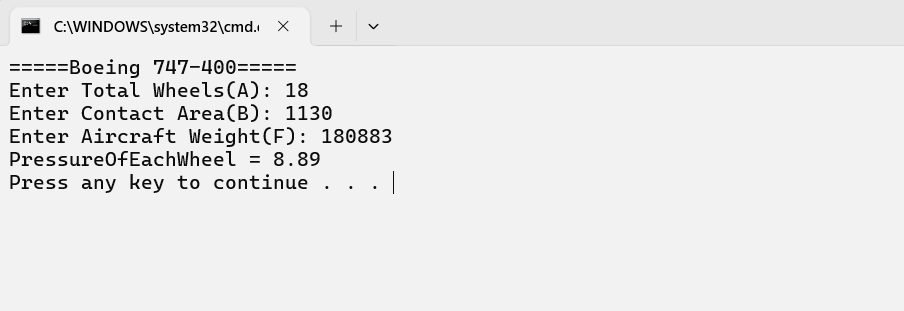 C:\WINDOWS\system32\cmd.
=====Boeing 747-400=====
Enter Total Wheels(A): 18
Enter Contact Area(B): 1130
Enter Aircraft Weight(F): 180883
PressureOfEachWheel = 8.89
Press any key to continue . . .